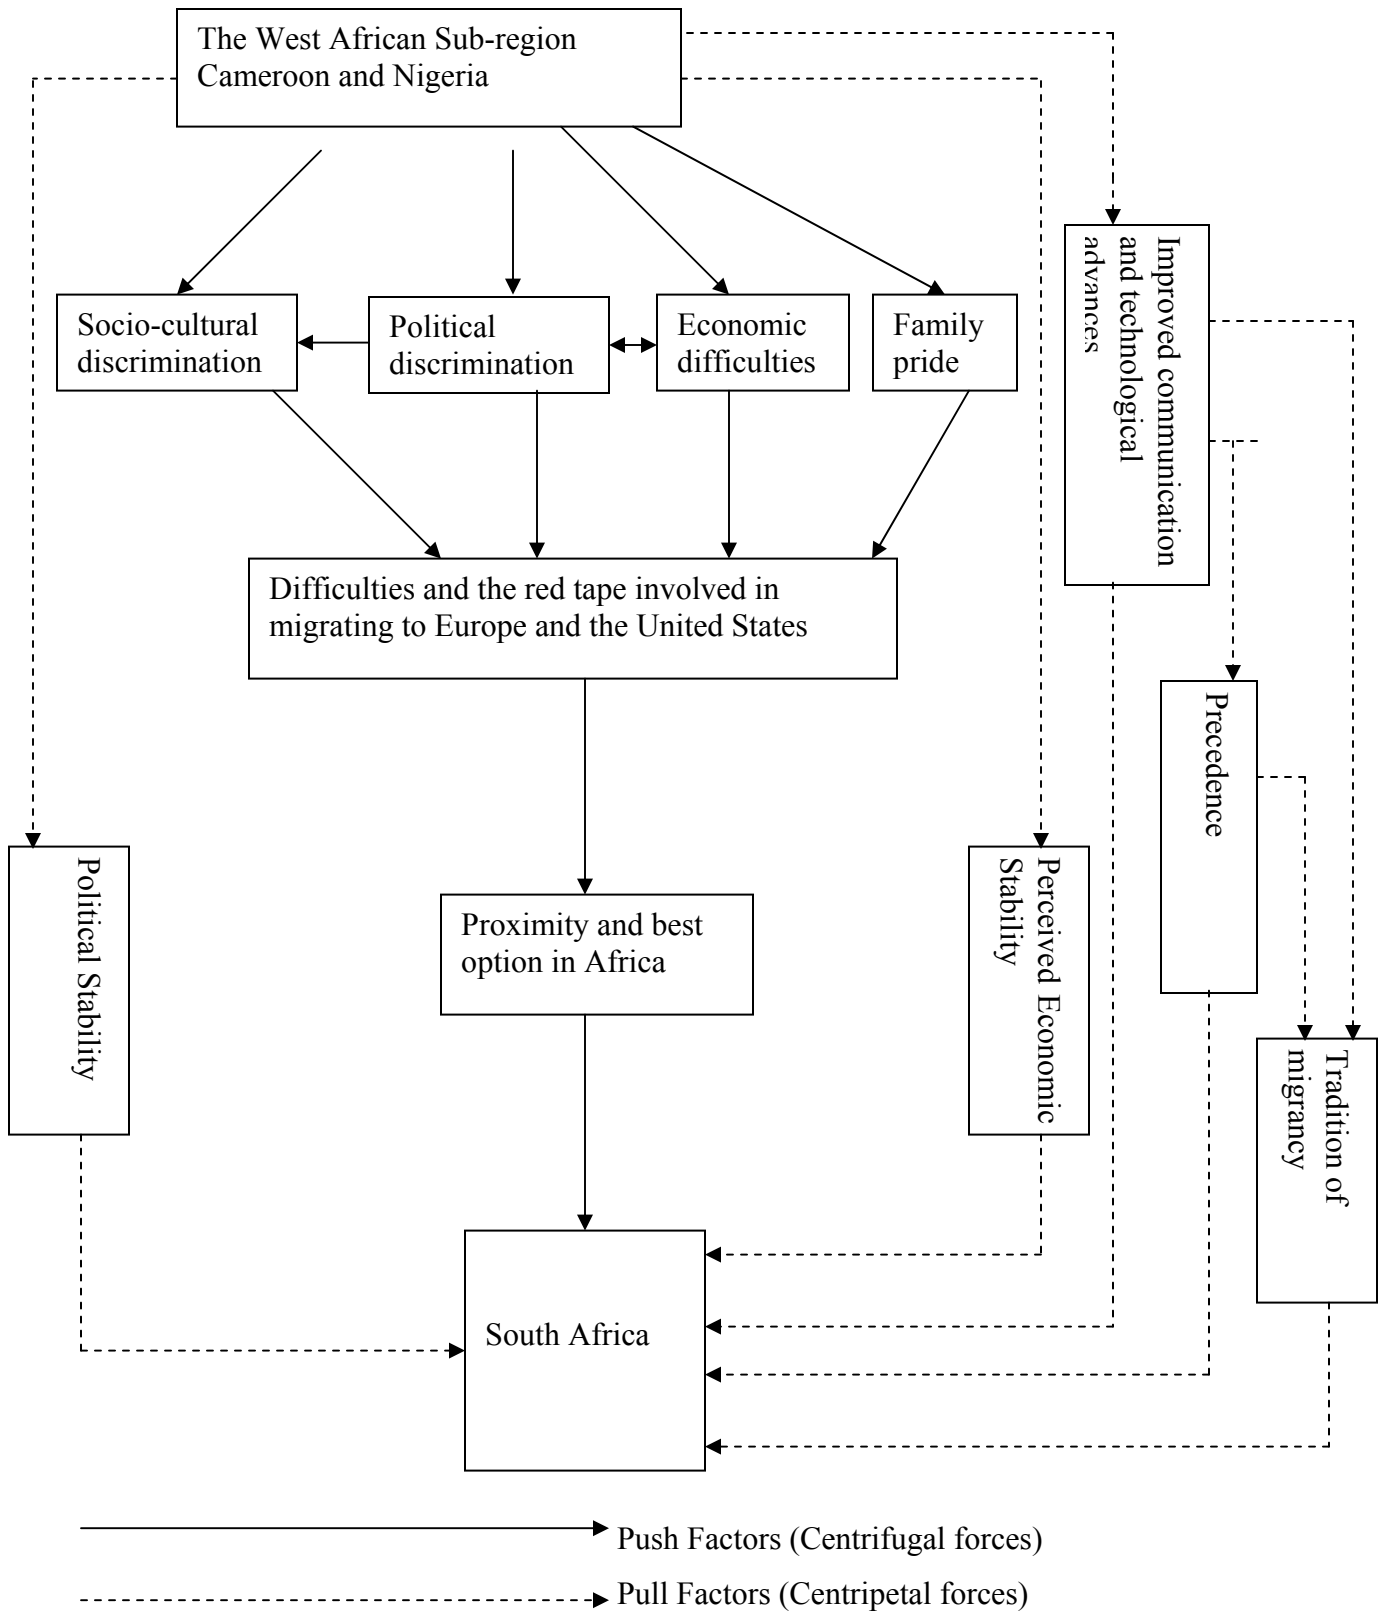 The West African Sub-region
Cameroon and Nigeria
Improved communication
and technological
advances
Socio-cultural
discrimination
Political
discrimination
Economic
difficulties
Family
pride
Difficulties and the red tape involved in
migrating to Europe and the United States
Precedence
Political Stability
Proximity and best
option in Africa
Perceived Economic
Stability
Tradition of
migrancy
South Africa
Push Factors (Centrifugal forces)
Pull Factors (Centripetal forces)